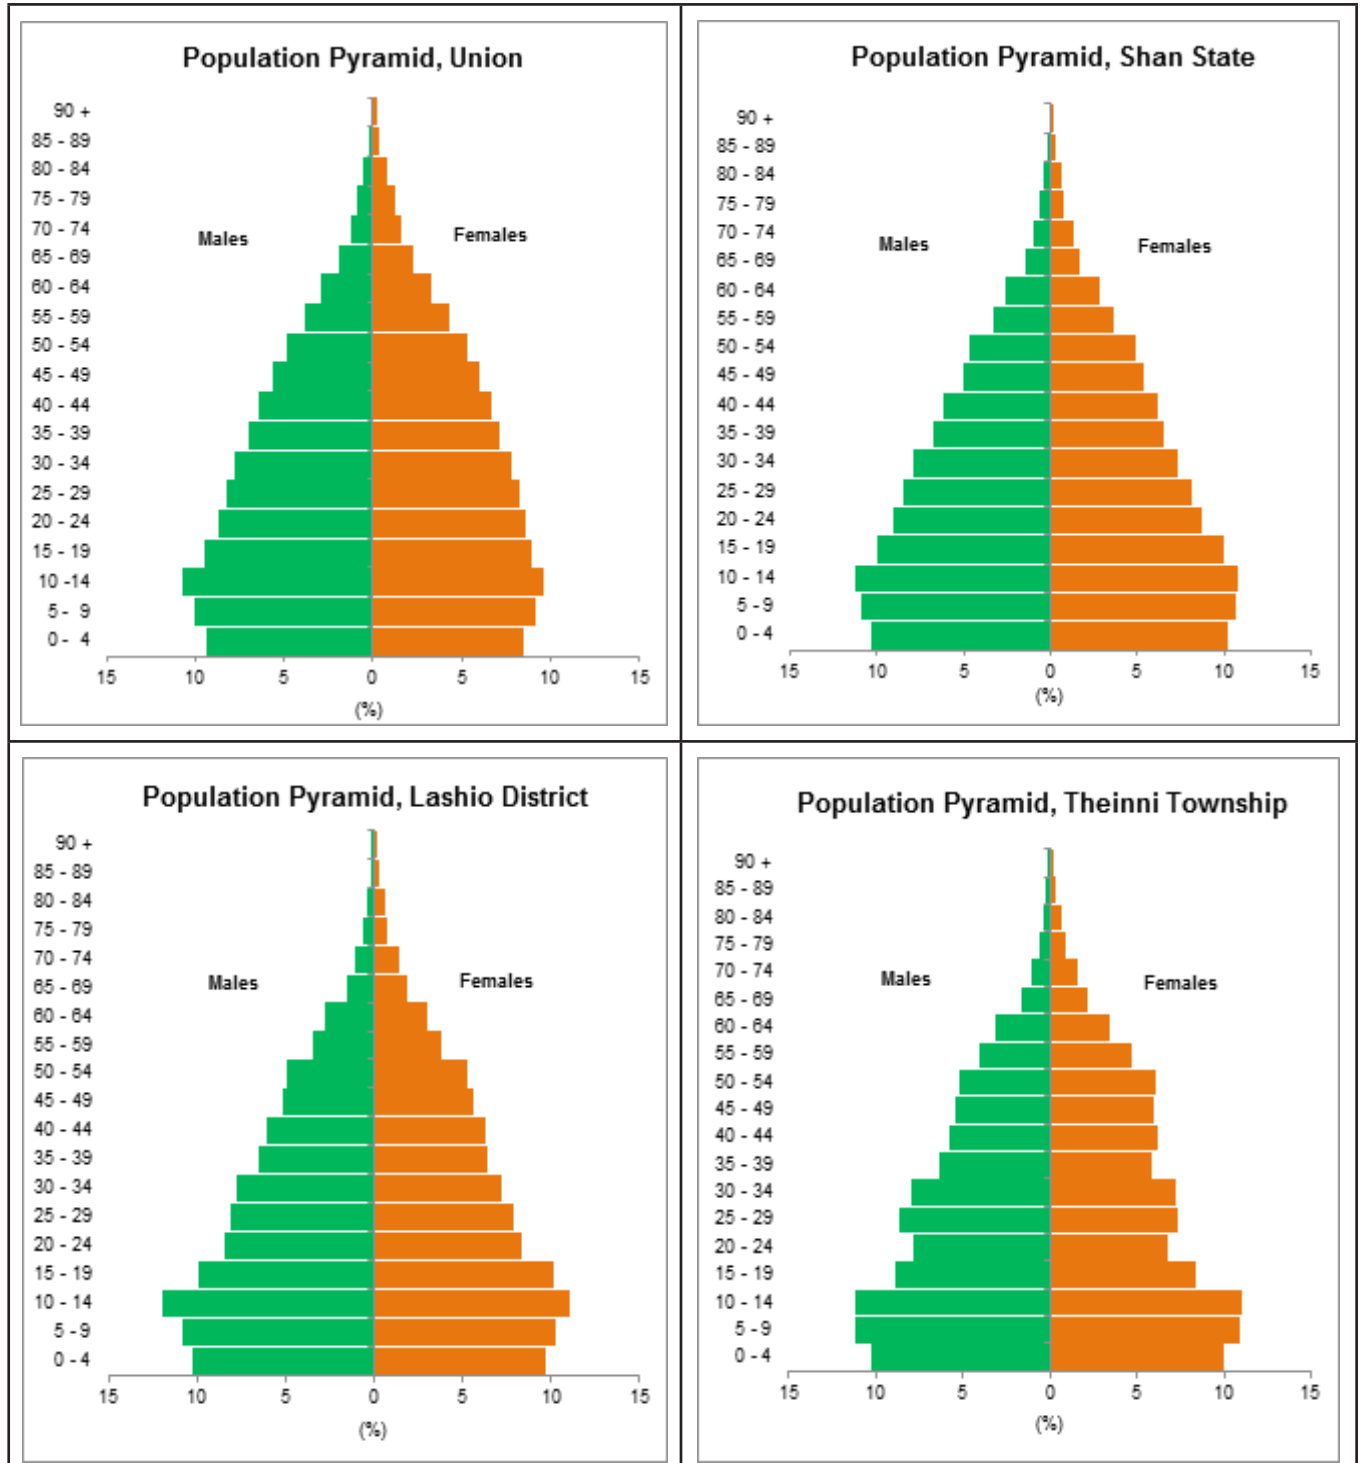 Population Pyramid, Union
90 +
85 - 89
80 - 84
75 - 79
70 - 74
65 - 69
60 - 64
55 - 59
50 - 54
45 - 49
40 - 44
35 - 39
30 - 34
25 - 29
20 - 24
15 - 19
10 -14
5 - 9
0 - 4
Males
Females
15 10 5 0 5 10 15
(%)
Population Pyramid, Shan State
90 +
85 - 89
80 - 84
75 - 79
70 - 74
65 - 69
60 - 64
55 - 59
50 - 54
45 - 49
40 - 44
35 - 39
30 - 34
25 - 29
20 - 24
15 - 19
10 - 14
5 - 9
0 - 4
Males
Females
15 10 5 0 5 10 15
(%)
Population Pyramid, Lashio District
90 +
85 - 89
80 - 84
75 - 79
70 - 74
65 - 69
60 - 64
55 - 59
50 - 54
45 - 49
40 - 44
35 - 39
30 - 34
25 - 29
20 - 24
15 - 19
10 - 14
5 - 9
0 - 4
Males
Females
15 10 5 0 5 10 15
(%)
Population Pyramid, Theinni Township
90 +
85 - 89
80 - 84
75 - 79
70 - 74
65 - 69
60 - 64
55 - 59
50 - 54
45 - 49
40 - 44
35 - 39
30 - 34
25 - 29
20 - 24
15 - 19
10 - 14
5 - 9
0 - 4
Males
Females
15 10 5 0 5 10 15
(%)